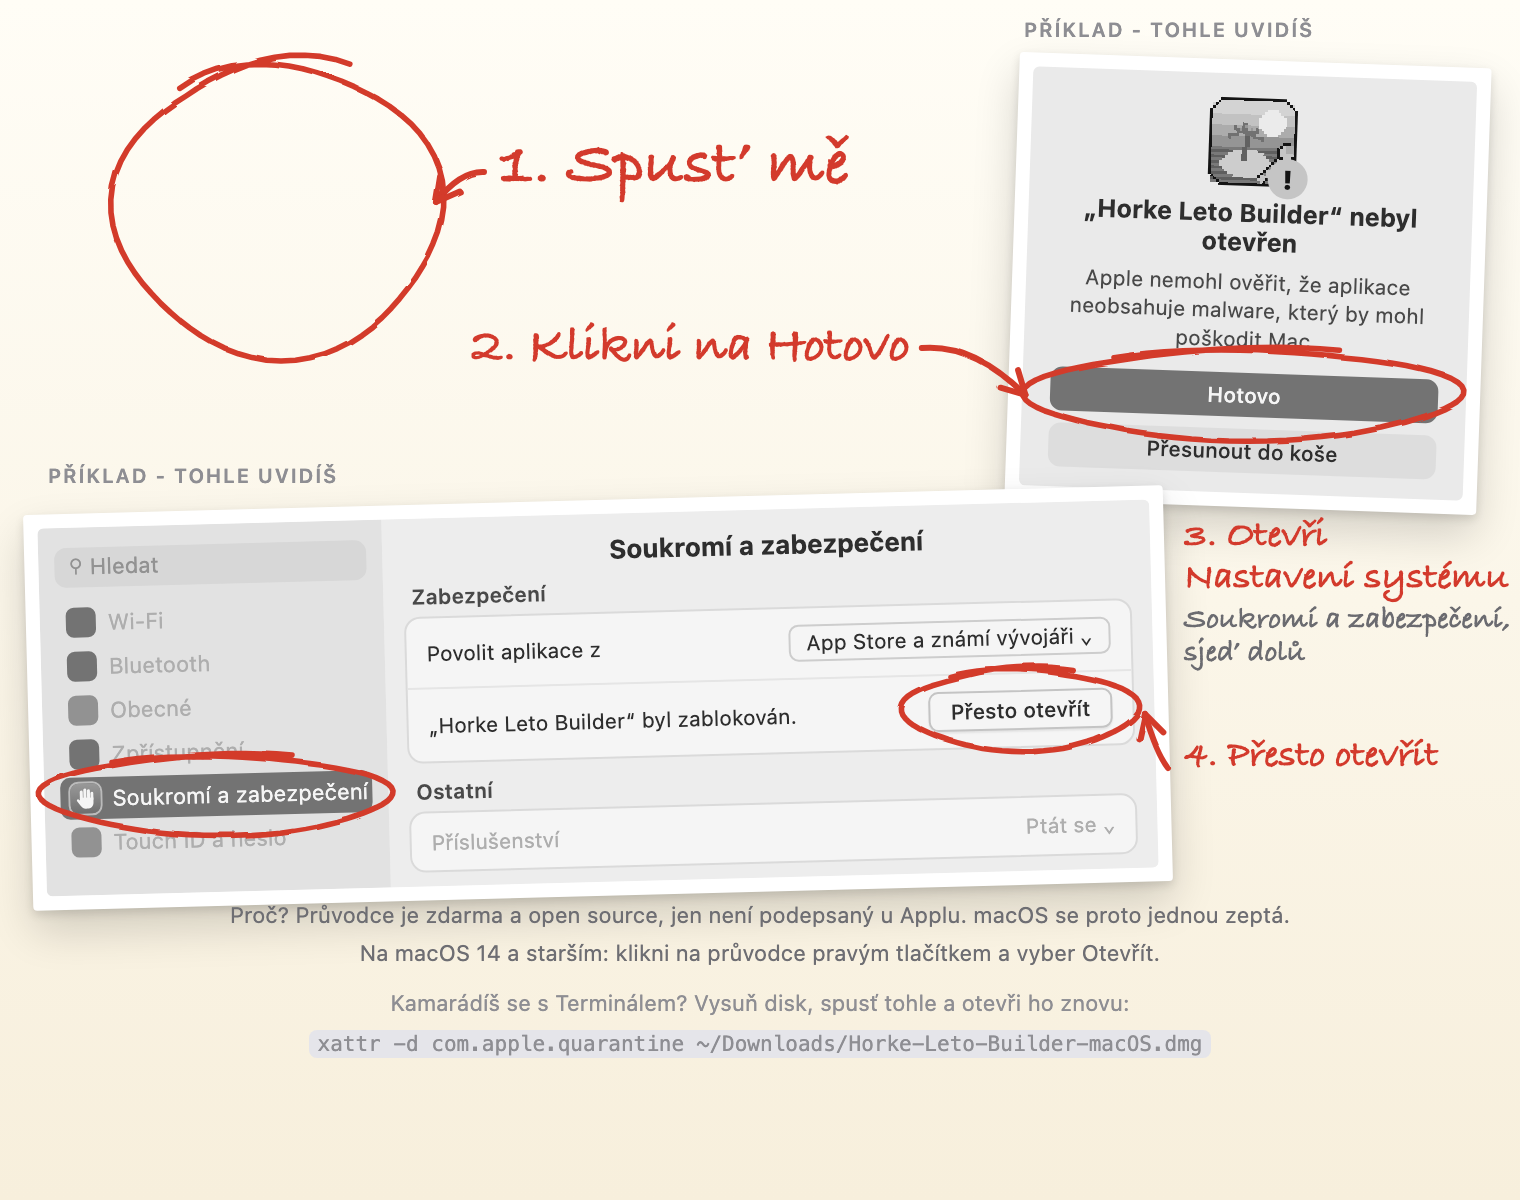 PŘÍKLAD - TOHLE UVIDÍŠ
1. Spusť mě
„Horke Leto Builder“ nebyl
otevřen
Apple nemohl ověřit, že aplikace
neobsahuje malware, který by mohl
poškodit Mac.
2. Klikni na Hotovo
Hotovo
Přesunout do koše
PŘÍKLAD - TOHLE UVIDÍŠ
3. Otevři
Nastavení systému
Soukromí a zabezpečení,
sjeď dolů
Hledat
Wi-Fi
Bluetooth
Obecné
Zpřístupnění
Soukromí a zabezpečení
Touch ID a heslo
Soukromí a zabezpečení
Zabezpečení
Povolit aplikace z
App Store a známí vývojáři
„Horke Leto Builder“ byl zablokován.
Přesto otevřít
4. Přesto otevřít
Ostatní
Příslušenství
Ptát se
Proč? Průvodce je zdarma a open source, jen není podepsaný u Applu. macOS se proto jednou zeptá.
Na macOS 14 a starším: klikni na průvodce pravým tlačítkem a vyber Otevřít.
Kamarádíš se s Terminálem? Vysuň disk, spusť tohle a otevři ho znovu:
xattr -d com.apple.quarantine ~/Downloads/Horke-Leto-Builder-macOS.dmg